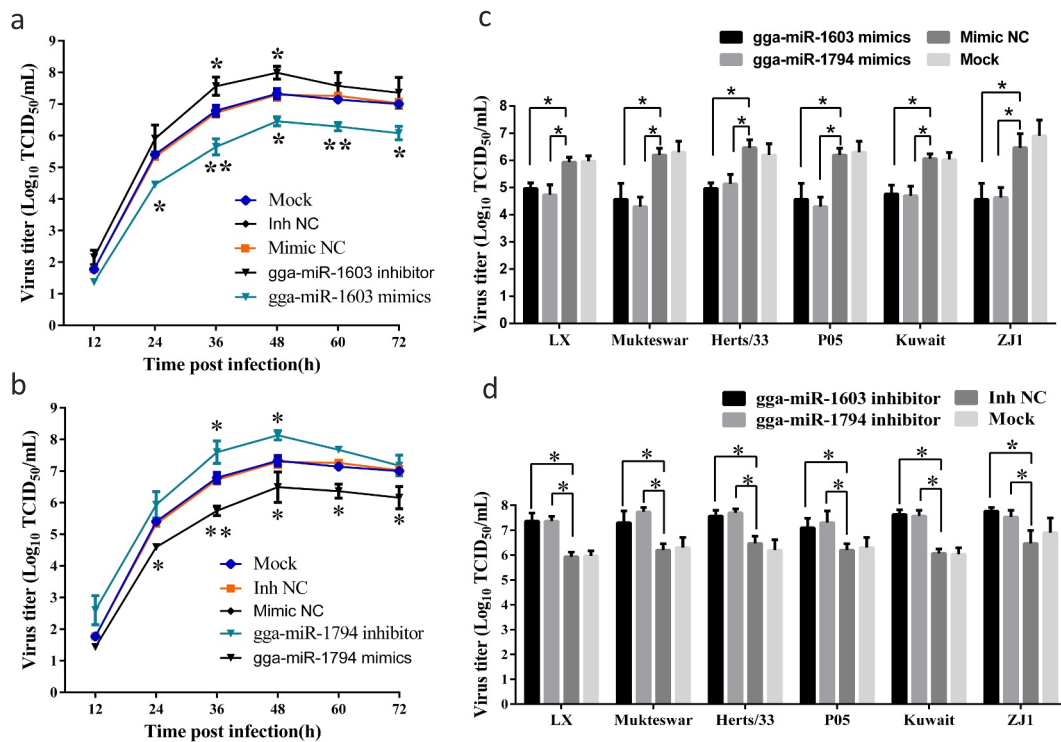 a
Virus titer (Log10 TCID50/mL)
9
8
7
6
5
4
3
2
1
0
* *
* ** * ** *
Mock
Inh NC
Mimic NC
gga-miR-1603 inhibitor
gga-miR-1603 mimics
12 24 36 48 60 72
Time post infection(h)
b
Virus titer (Log10 TCID50/mL)
9
8
7
6
5
4
3
2
1
0
* *
* ** * * *
Mock
Inh NC
Mimic NC
gga-miR-1794 inhibitor
gga-miR-1794 mimics
12 24 36 48 60 72
Time post infection(h)
c
gga-miR-1603 mimics Mimic NC
gga-miR-1794 mimics Mock
Virus titer (Log10 TCID50/mL)
8
7
6
5
4
3
2
1
0
* * * * * *
* * * * * *
LX Mukteswar Herts/33 P05 Kuwait ZJ1
d
gga-miR-1603 inhibitor Inh NC
gga-miR-1794 inhibitor Mock
Virus titer (Log10 TCID50/mL)
8
7
6
5
4
3
2
1
0
* * * * * *
* * * * * *
LX Mukteswar Herts/33 P05 Kuwait ZJ1